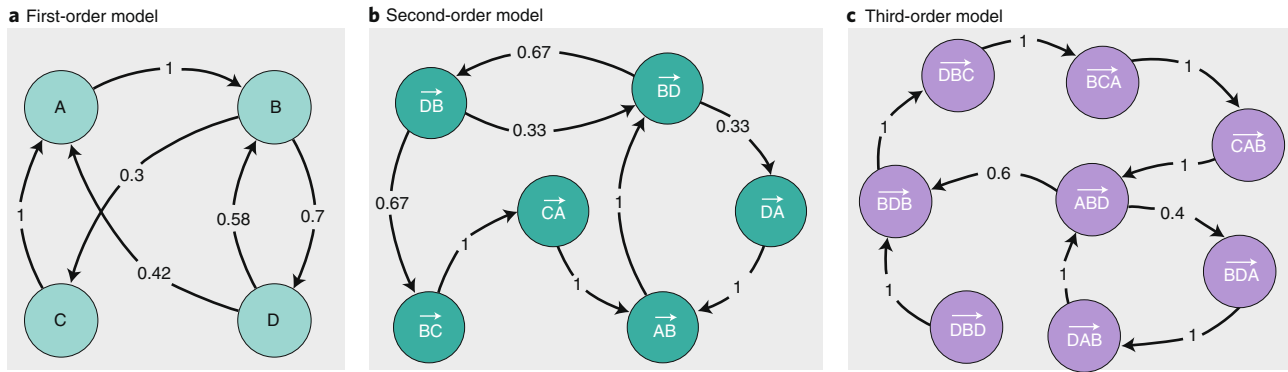 a First-order model
A
1
B
0.3
1
0.58
0.7
0.42
C
D
b Second-order model
0.67
DB
BD
0.33
0.33
0.67
CA
1
DA
1
1
1
BC
AB
c Third-order model
DBC
1
BCA
1
CAB
1
1
BDB
0.6
ABD
0.4
BDA
1
1
DBD
DAB
1